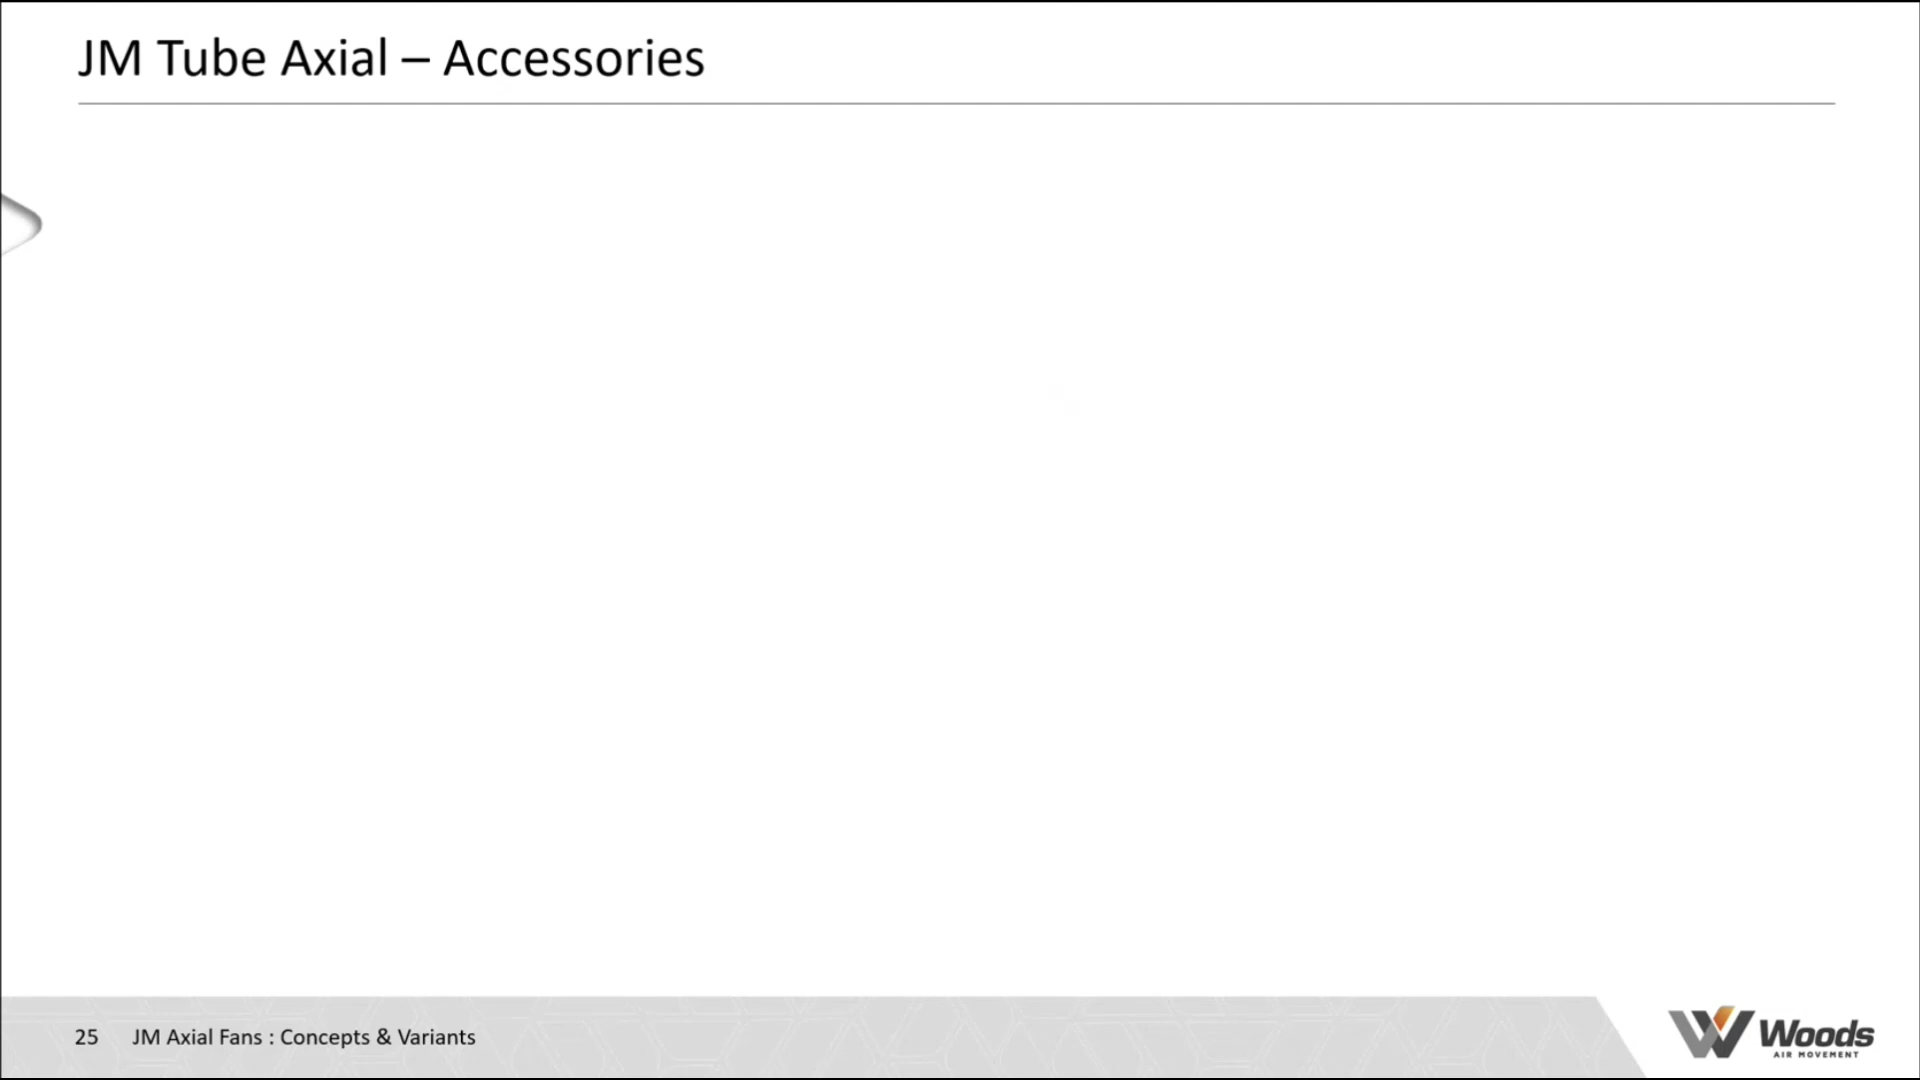 JM Tube Axial – Accessories
25 JM Axial Fans : Concepts & Variants
Woods
AIR MOVEMENT